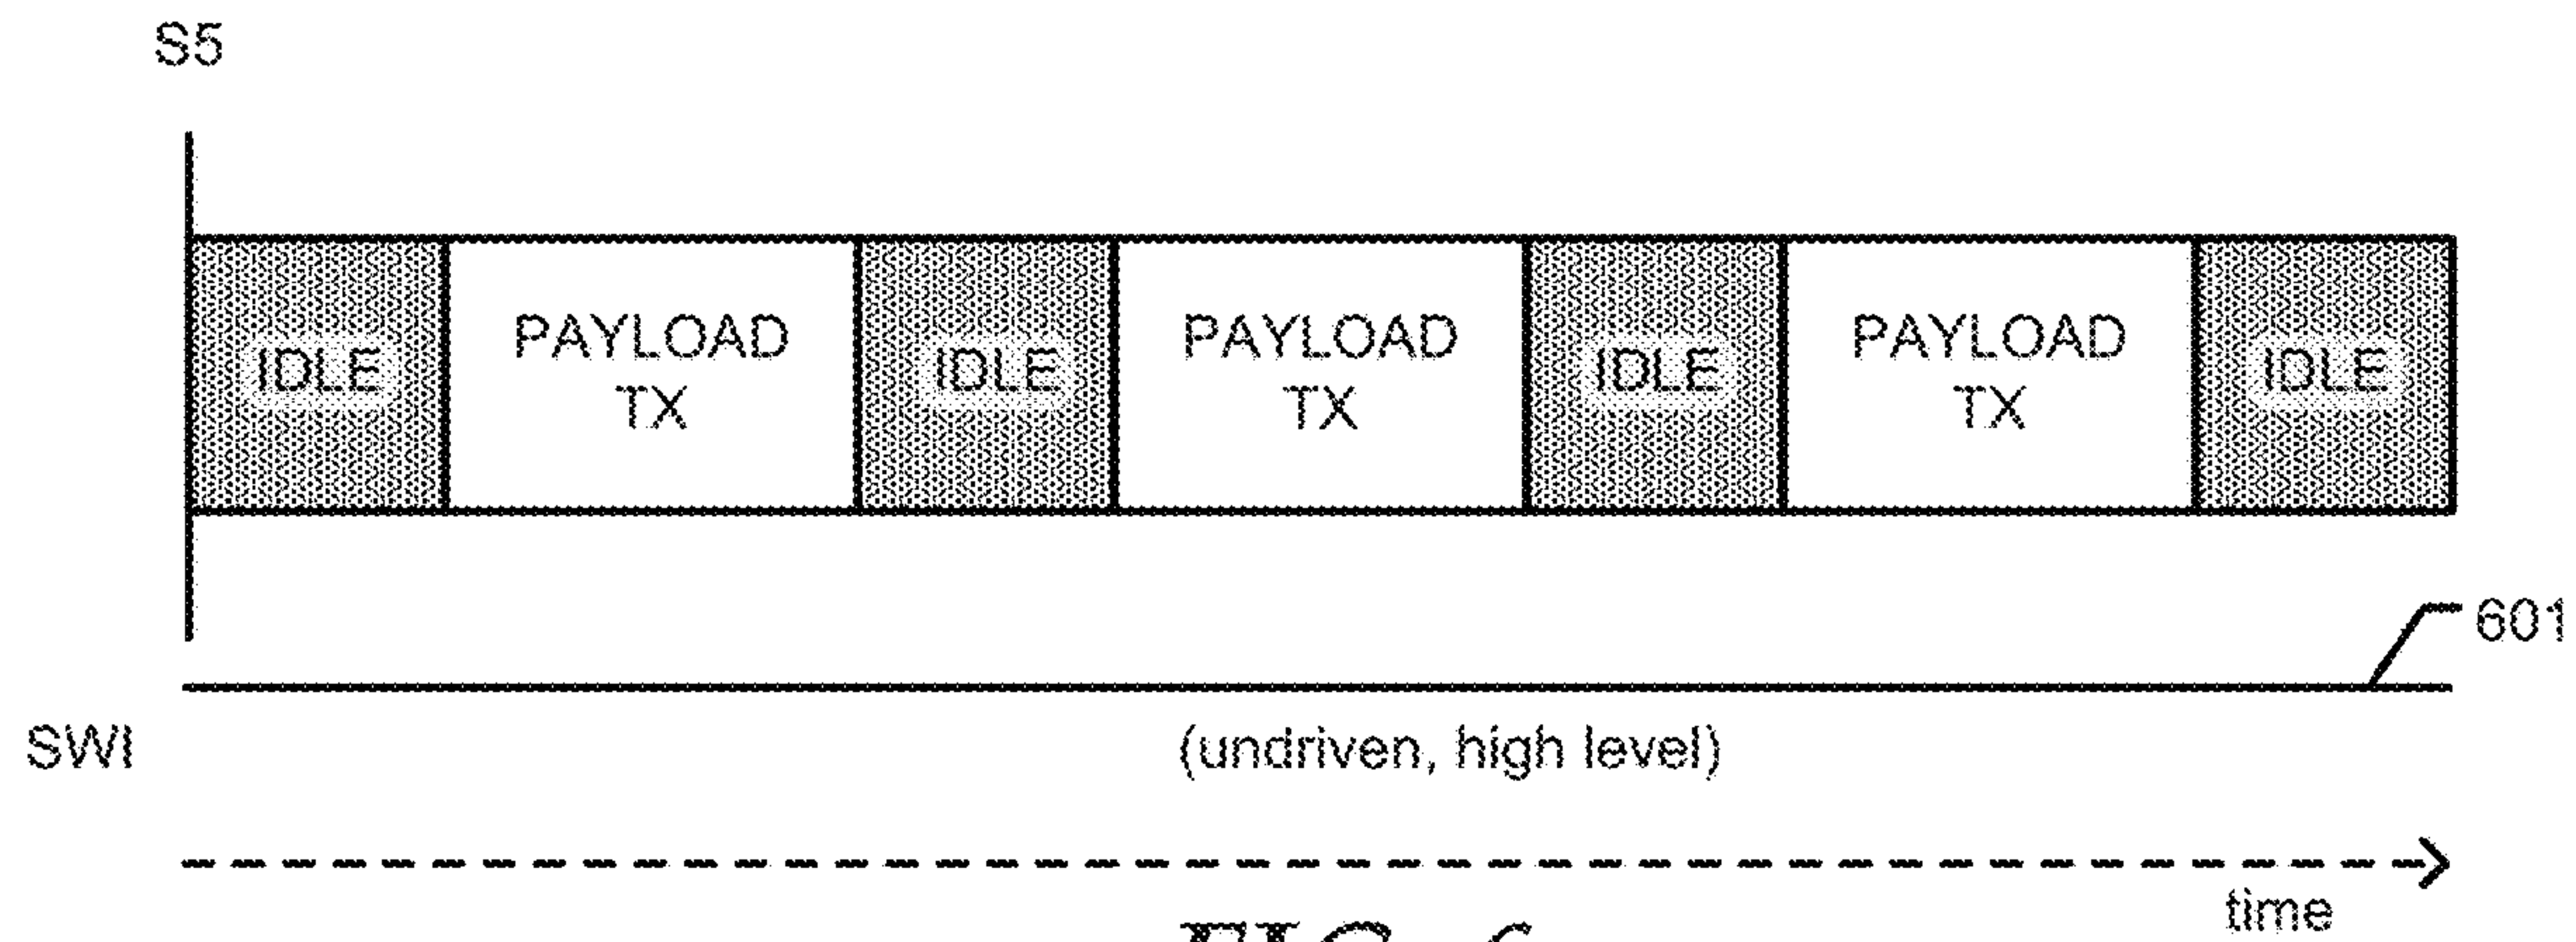 S5
IDLE
PAYLOAD
TX
IDLE
PAYLOAD
TX
IDLE
PAYLOAD
TX
IDLE
601
SWI
(undriven, high level)
time